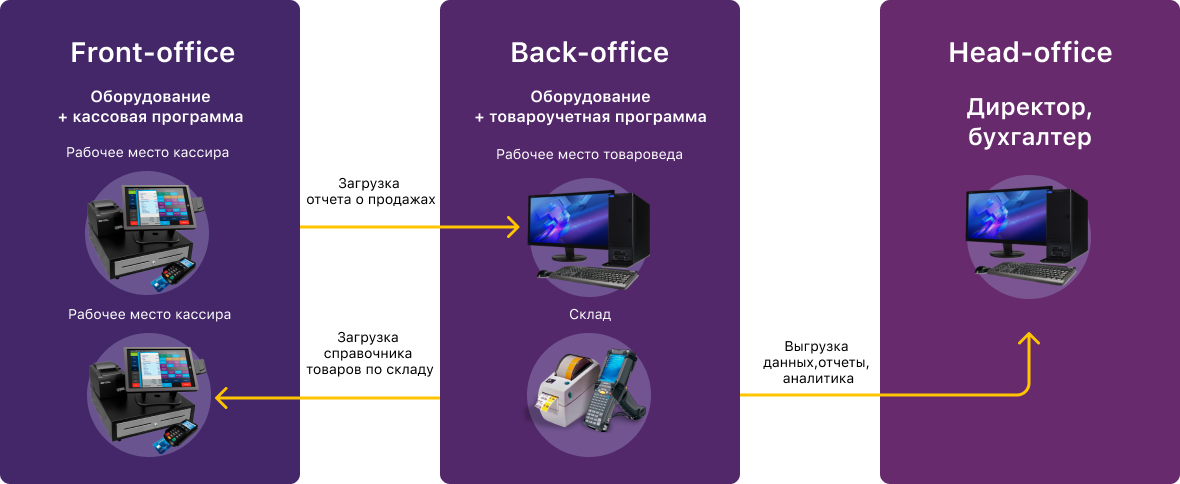 Front-office
Оборудование
+ кассовая программа
Рабочее место кассира
Рабочее место кассира
Загрузка
отчета о продажах
Загрузка
справочника
товаров по складу
Back-office
Оборудование
+ товароучетная программа
Рабочее место товароведа
Склад
Выгрузка
данных,отчеты,
аналитика
Head-office
Директор,
бухгалтер